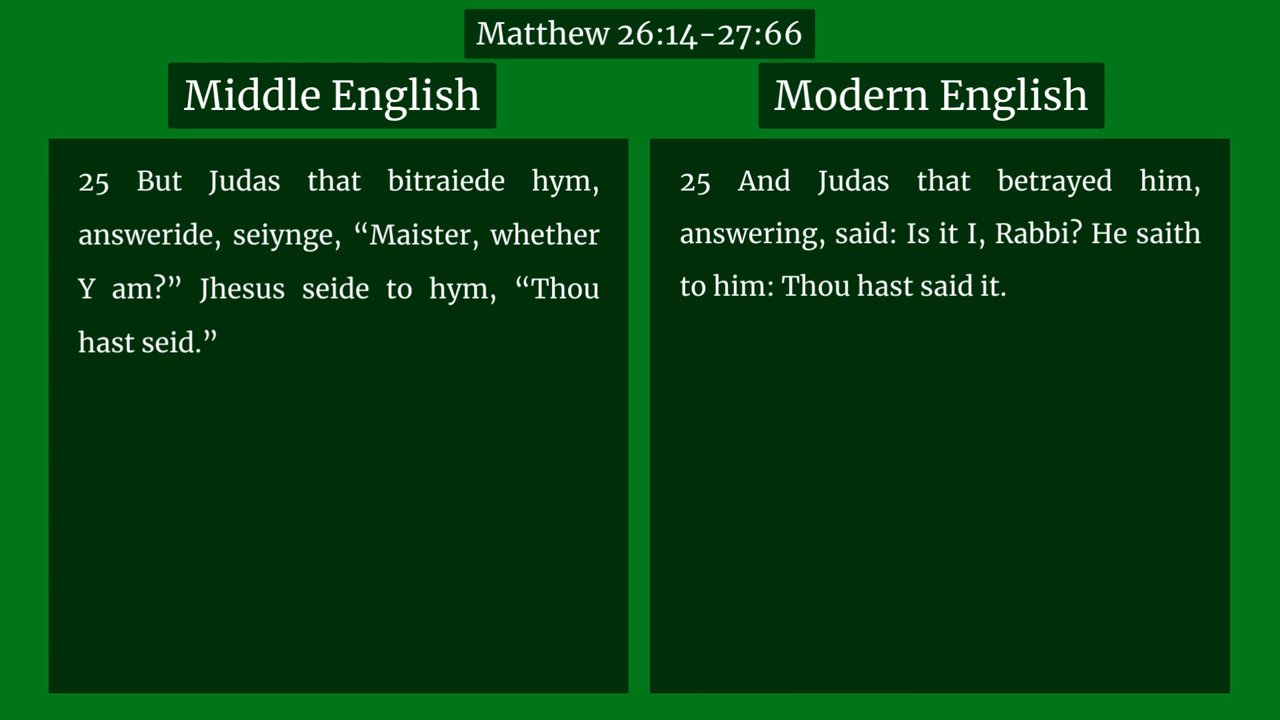 Matthew 26:14-27:66
Middle English
Modern English
25 But Judas that bitraiede hym,
answeride, seiynge, “Maister, whether
Y am?” Jhesus seide to hym, “Thou
hast seid.”
25 And Judas that betrayed him,
answering, said: Is it I, Rabbi? He saith
to him: Thou hast said it.